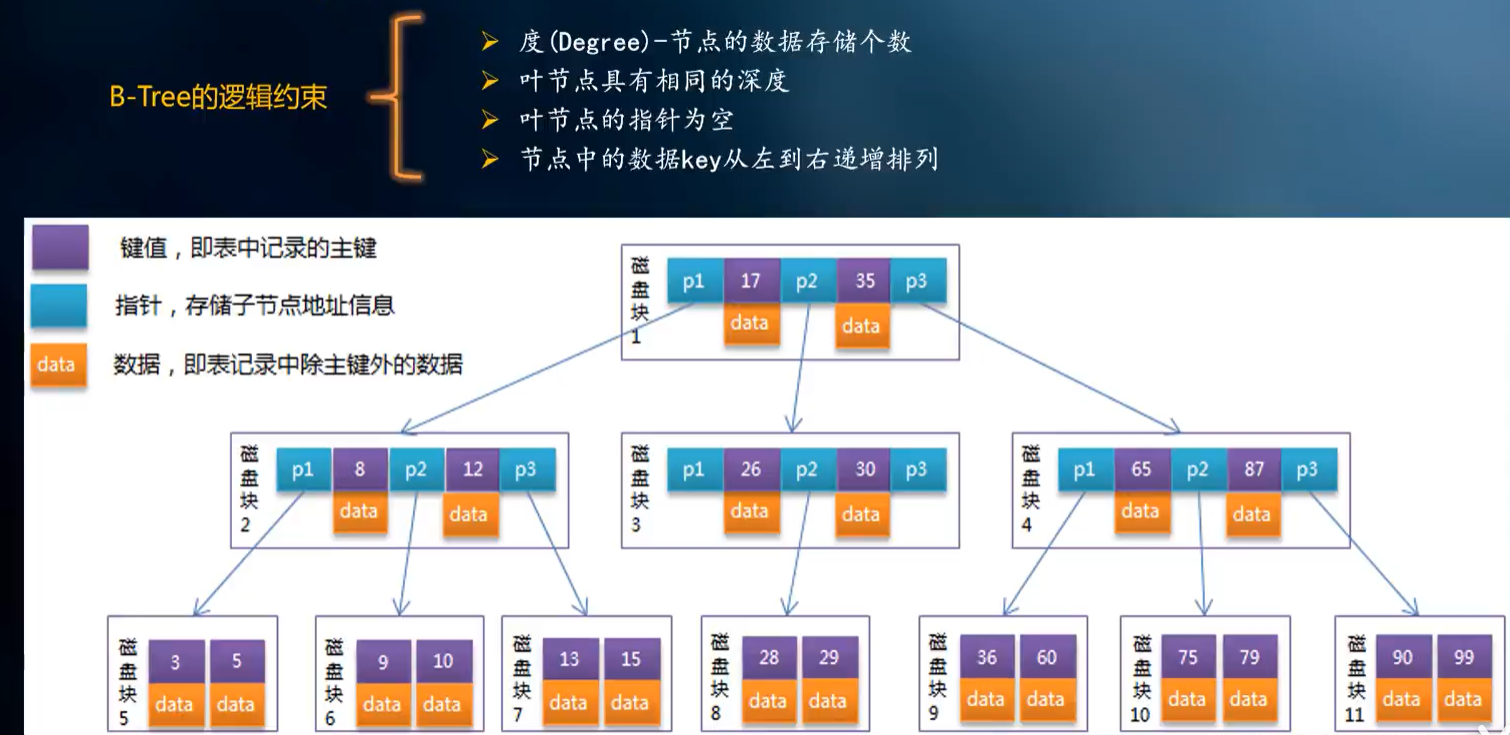 B-Tree的逻辑约束
度(Degree)-节点的数据存储个数
叶节点具有相同的深度
叶节点的指针为空
节点中的数据key从左到右递增排列
键值，即表中记录的主键
指针，存储子节点地址信息
data 数据，即表记录中除主键外的数据
磁盘块1
p1 17 p2 35 p3
data data
磁盘块2
p1 8 p2 12 p3
data data
磁盘块3
p1 26 p2 30 p3
data data
磁盘块4
p1 65 p2 87 p3
data data
磁盘块5
3 5
data data
磁盘块6
9 10
data data
磁盘块7
13 15
data data
磁盘块8
28 29
data data
磁盘块9
36 60
data data
磁盘块10
75 79
data data
磁盘块11
90 99
data data